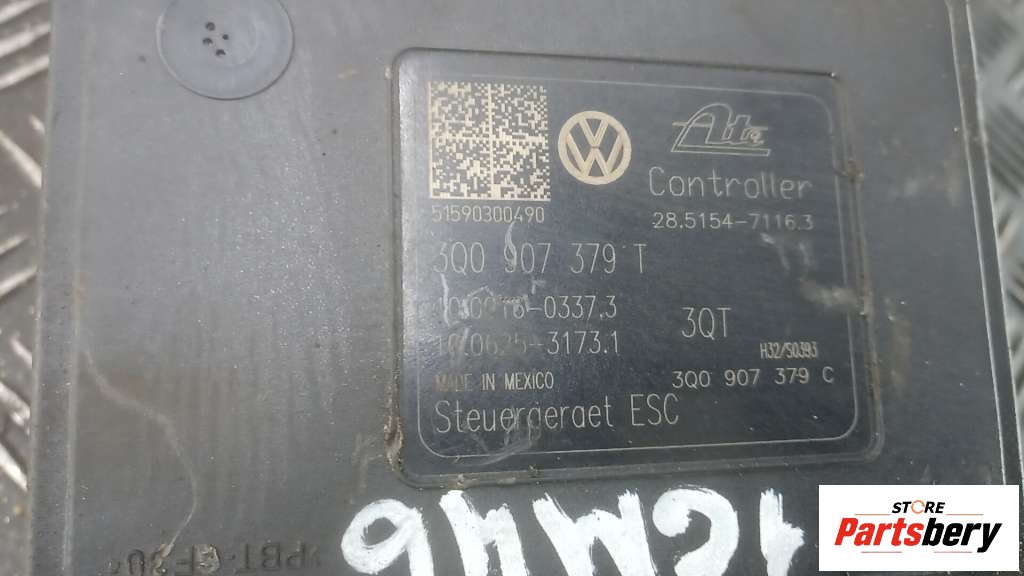 Ate
Controller
51590300490
28.5154-7116.3
3Q0 907 379 T
3QT
H32/S0393
MADE IN MEXICO
3Q0 907 379 C
Steuergeraet ESC
STORE
Partsbery